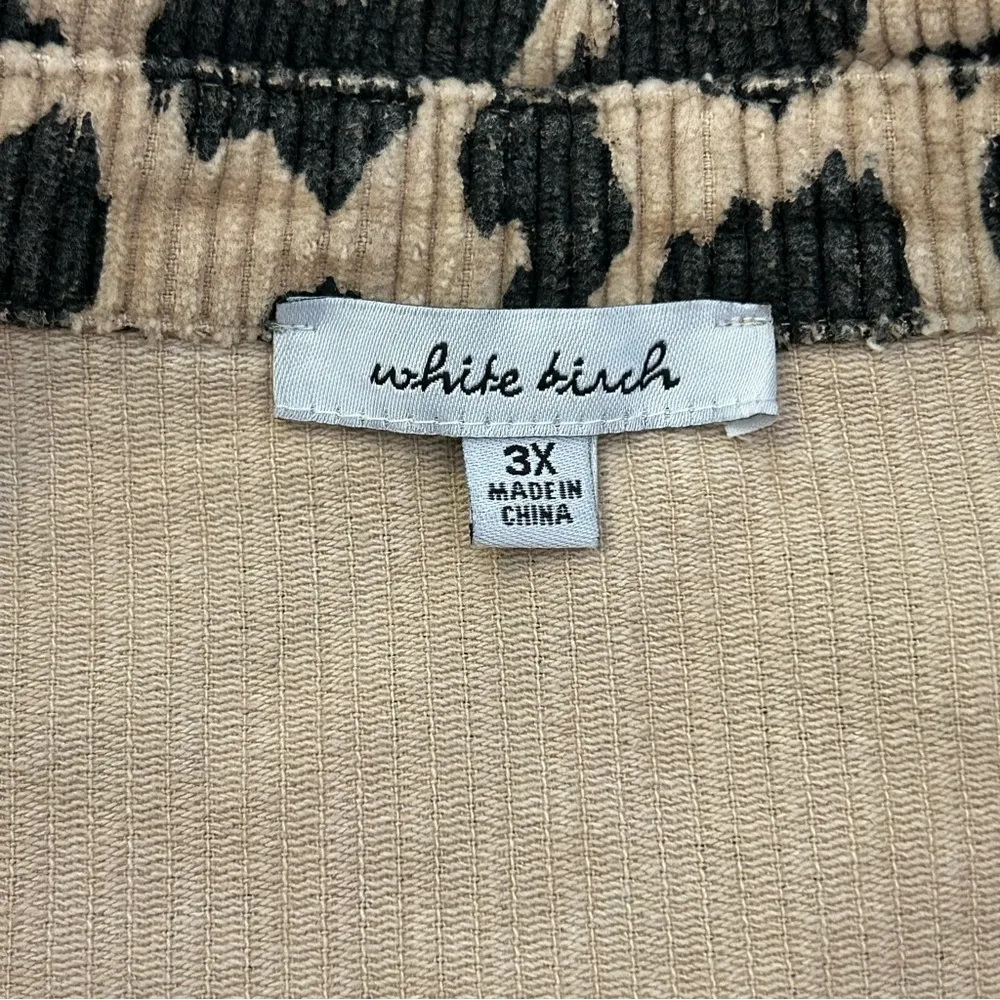 white birch
3X
MADE IN
CHINA